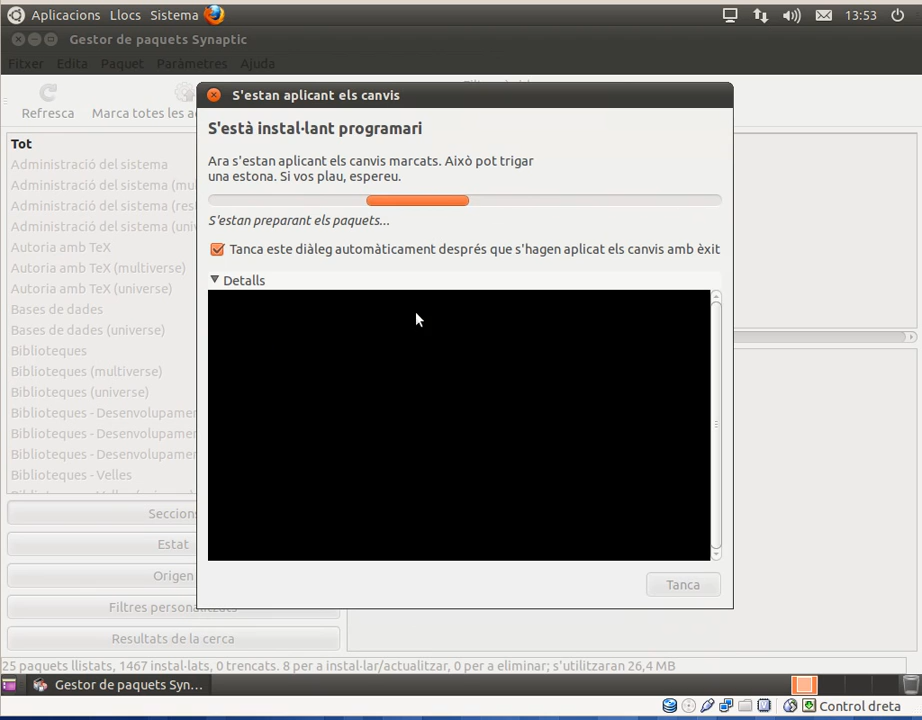 Aplicacions Llocs Sistema 13:53
Gestor de paquets Synaptic
Fitxer Edita Paquet Paràmetres Ajuda
S'estan aplicant els canvis
Refresca
Marca totes les
S'està instal·lant programari
Tot
Administració del sistema
Administració del sistema (mu
Administració del sistema (res
Administració del sistema (univ
Autoria amb TeX
Autoria amb TeX (multiverse)
Autoria amb TeX (universe)
Bases de dades
Bases de dades (universe)
Biblioteques
Biblioteques (multiverse)
Biblioteques (universe)
Biblioteques - Desenvolupamen
Biblioteques - Desenvolupamen
Biblioteques - Desenvolupamen
Biblioteques - Velles
Ara s'estan aplicant els canvis marcats. Això pot trigar
una estona. Si vos plau, espereu.
S'estan preparant els paquets...
Tanca este diàleg automàticament després que s'hagen aplicat els canvis amb èxit
Detalls
Tanca
Seccions
Estat
Origen
Filtres personalitzats
Resultats de la cerca
25 paquets llistats, 1467 instal·lats, 0 trencats. 8 per a instal·lar/actualitzar, 0 per a eliminar; s'utilitzaran 26,4 MB
Gestor de paquets Syn...
Control dreta